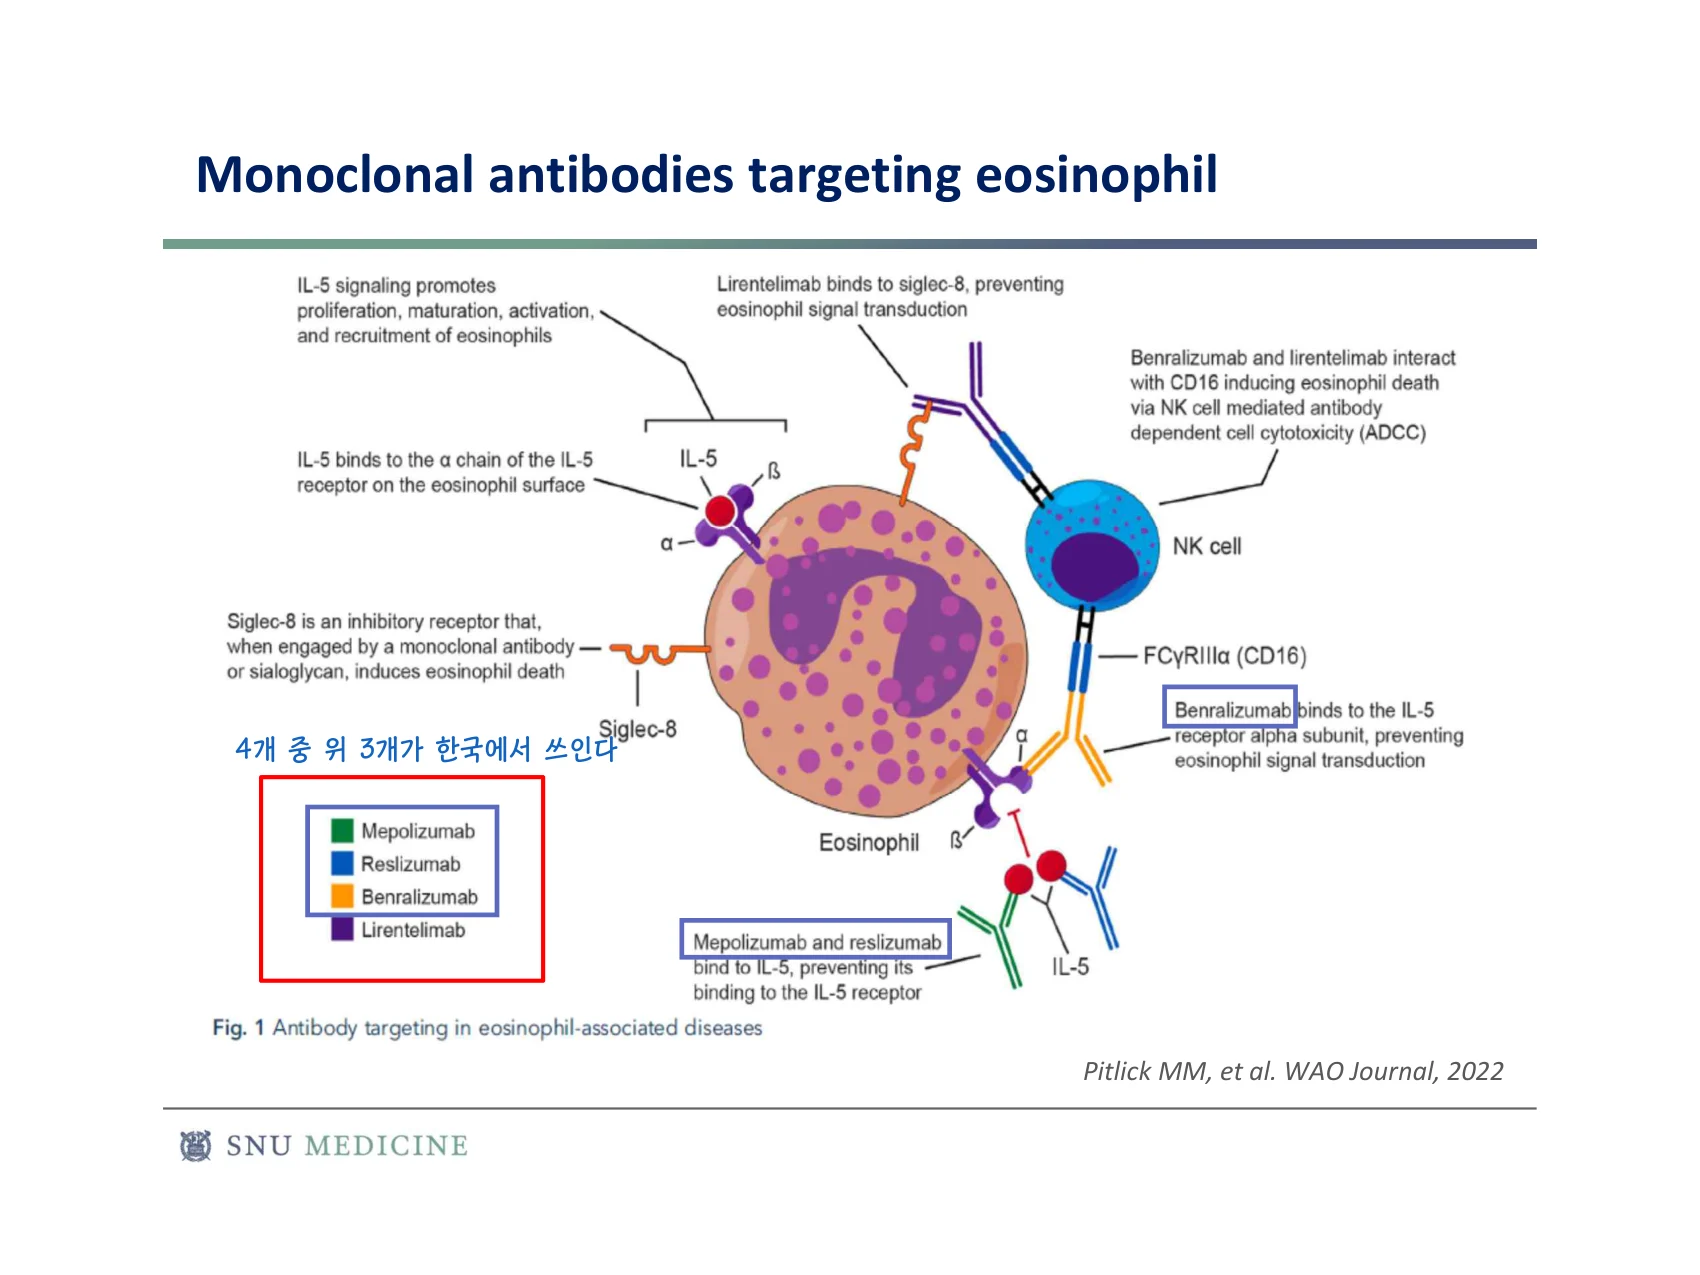 Monoclonal antibodies targeting eosinophil
IL-5 signaling promotes
proliferation, maturation, activation,
and recruitment of eosinophils
Lirentelimab binds to siglec-8, preventing
eosinophil signal transduction
Benralizumab and lirentelimab interact
with CD16 inducing eosinophil death
via NK cell mediated antibody
dependent cell cytotoxicity (ADCC)
IL-5 binds to the α chain of the IL-5
receptor on the eosinophil surface
IL-5
ß
α
NK cell
Siglec-8 is an inhibitory receptor that,
when engaged by a monoclonal antibody
or sialoglycan, induces eosinophil death
Siglec-8
FCγRIIIα (CD16)
Benralizumab binds to the IL-5
receptor alpha subunit, preventing
eosinophil signal transduction
α
ß
Eosinophil
4개 중 위 3개가 한국에서 쓰인다
Mepolizumab
Reslizumab
Benralizumab
Lirentelimab
Mepolizumab and reslizumab
bind to IL-5, preventing its
binding to the IL-5 receptor
IL-5
Fig. 1 Antibody targeting in eosinophil-associated diseases
Pitlick MM, et al. WAO Journal, 2022
SNU MEDICINE